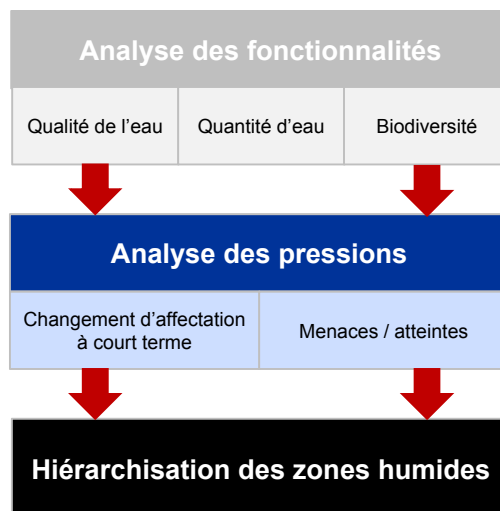 Analyse des fonctionnalités
Qualité de l’eau
Quantité d’eau
Biodiversité
Analyse des pressions
Changement d’affectation
à court terme
Menaces / atteintes
Hiérarchisation des zones humides